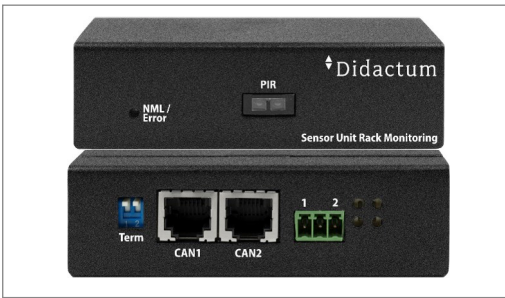 Didactum
PIR
NML /
Error
Sensor Unit Rack Monitoring
1 2
Term
CAN1 CAN2